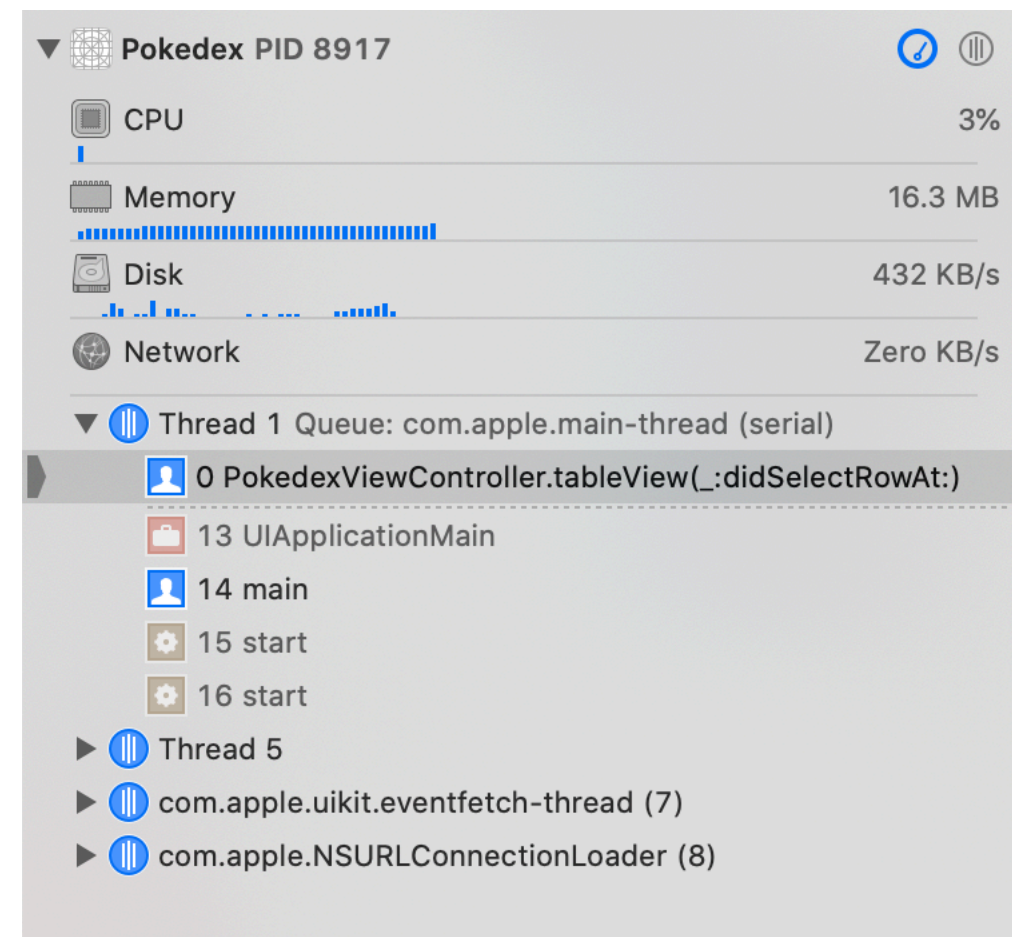 Pokedex PID 8917
CPU 3%
Memory 16.3 MB
Disk 432 KB/s
Network Zero KB/s
Thread 1 Queue: com.apple.main-thread (serial)
0 PokedexViewController.tableView(_:didSelectRowAt:)
13 UIApplicationMain
14 main
15 start
16 start
Thread 5
com.apple.uikit.eventfetch-thread (7)
com.apple.NSURLConnectionLoader (8)